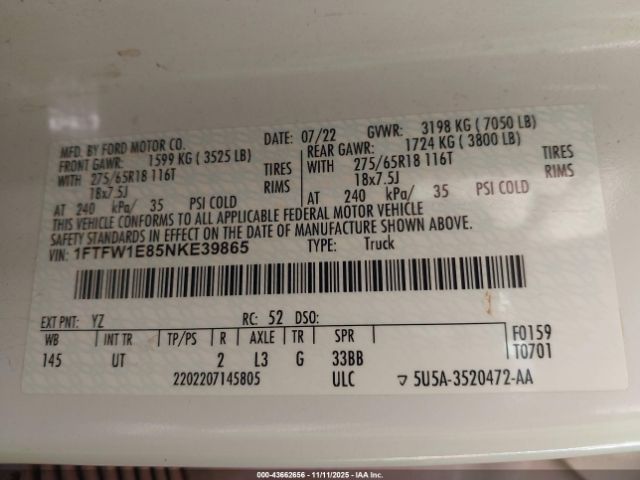 MFD. BY FORD MOTOR CO. DATE: 07/22 GVWR: 3198 KG ( 7050 LB)
FRONT GAWR: 1599 KG ( 3525 LB) REAR GAWR: 1724 KG ( 3800 LB)
WITH 275/65R18 116T TIRES WITH 275/65R18 116T TIRES
18x7.5J RIMS 18x7.5J RIMS
AT 240 kPa/ 35 PSI COLD AT 240 kPa/ 35 PSI COLD
THIS VEHICLE CONFORMS TO ALL APPLICABLE FEDERAL MOTOR VEHICLE
SAFETY STANDARDS IN EFFECT ON THE DATE OF MANUFACTURE SHOWN ABOVE.
VIN: 1FTFW1E85NKE39865 TYPE: Truck
EXT PNT: YZ RC: 52 DSO:
WB INT TR TP/PS R AXLE TR SPR F0159
145 UT 2 L3 G 33BB T0701
2202207145805 ULC ▽ 5U5A-3520472-AA
000-43662656 - 11/11/2025 - IAA Inc.